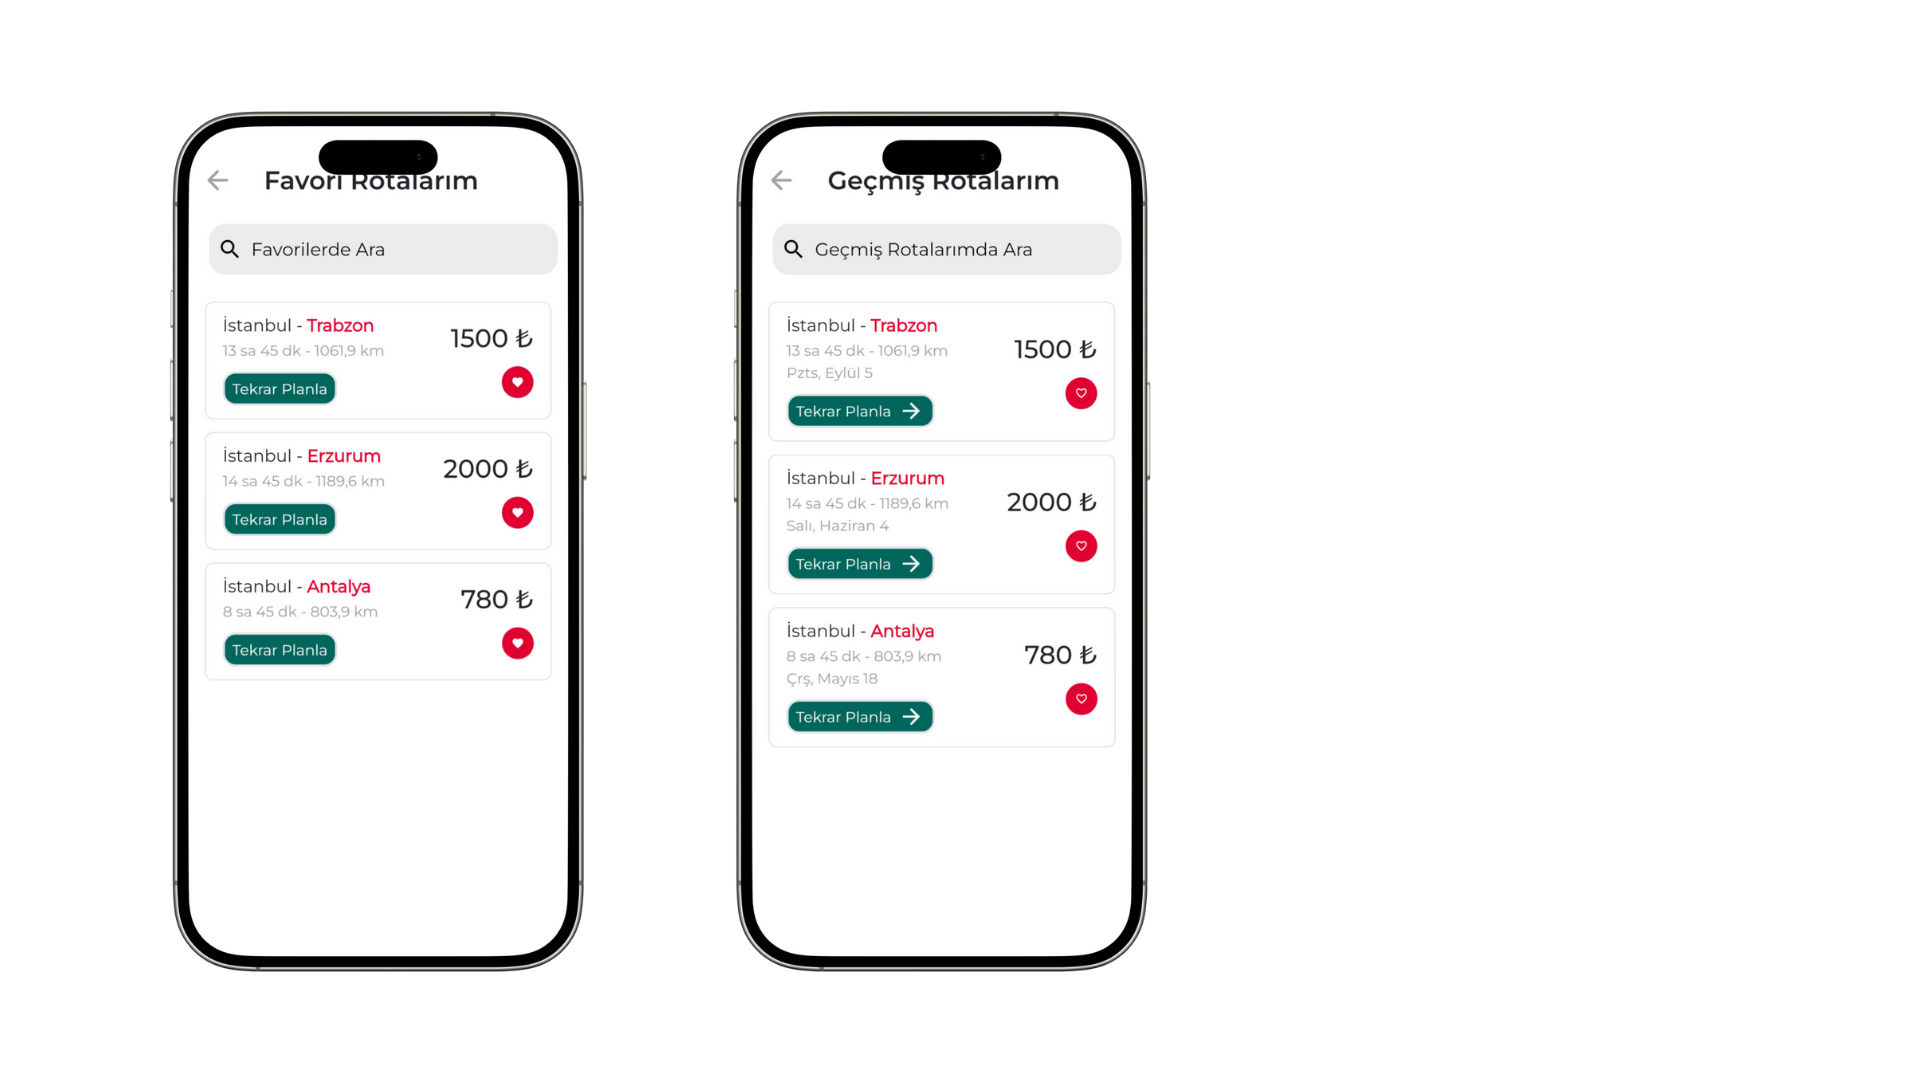 Favori Rotalarım
Favorilerde Ara
İstanbul - Trabzon
13 sa 45 dk - 1061,9 km
1500 ₺
Tekrar Planla
İstanbul - Erzurum
14 sa 45 dk - 1189,6 km
2000 ₺
Tekrar Planla
İstanbul - Antalya
8 sa 45 dk - 803,9 km
780 ₺
Tekrar Planla
Geçmiş Rotalarım
Geçmiş Rotalarımda Ara
İstanbul - Trabzon
13 sa 45 dk - 1061,9 km
Pzts, Eylül 5
1500 ₺
Tekrar Planla
İstanbul - Erzurum
14 sa 45 dk - 1189,6 km
Salı, Haziran 4
2000 ₺
Tekrar Planla
İstanbul - Antalya
8 sa 45 dk - 803,9 km
Çrş, Mayıs 18
780 ₺
Tekrar Planla